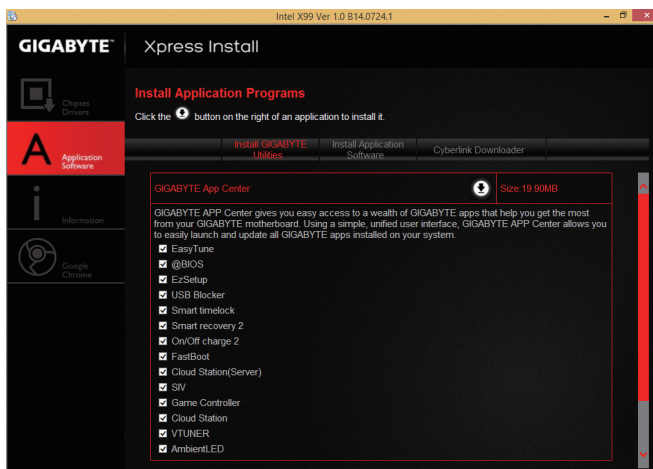 Intel X99 Ver 1.0 B14.0724.1
GIGABYTE™
Xpress Install
Chipset
Drivers
Application
Software
Information
Google
Chrome
Install Application Programs
Click the button on the right of an application to install it.
Install GIGABYTE
Utilities
Install Application
Software
Cyberlink Downloader
GIGABYTE App Center
Size:19.90MB
GIGABYTE APP Center gives you easy access to a wealth of GIGABYTE apps that help you get the most
from your GIGABYTE motherboard. Using a simple, unified user interface, GIGABYTE APP Center allows you
to easily launch and update all GIGABYTE apps installed on your system.
EasyTune
@BIOS
EzSetup
USB Blocker
Smart timelock
Smart recovery 2
On/Off charge 2
FastBoot
Cloud Station(Server)
SIV
Game Controller
Cloud Station
VTUNER
AmbientLED